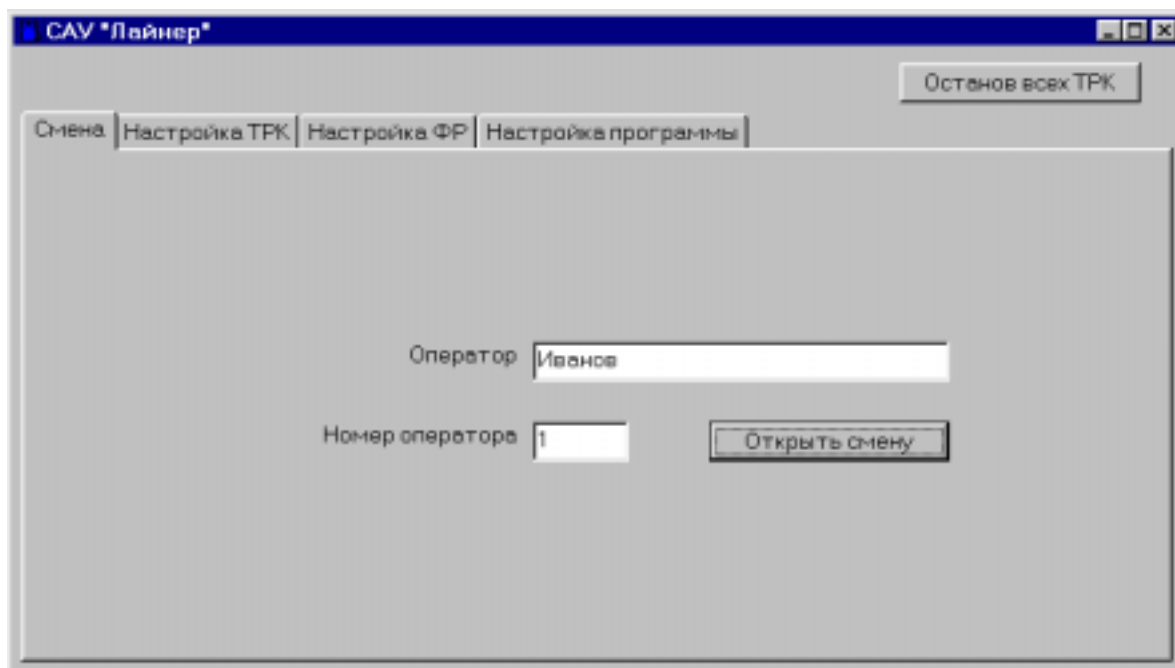 САУ "Лайнер"
Останов всех ТРК
Смена Настройка ТРК Настройка ФР Настройка программы
Оператор Иванов
Номер оператора 1 Открыть смену